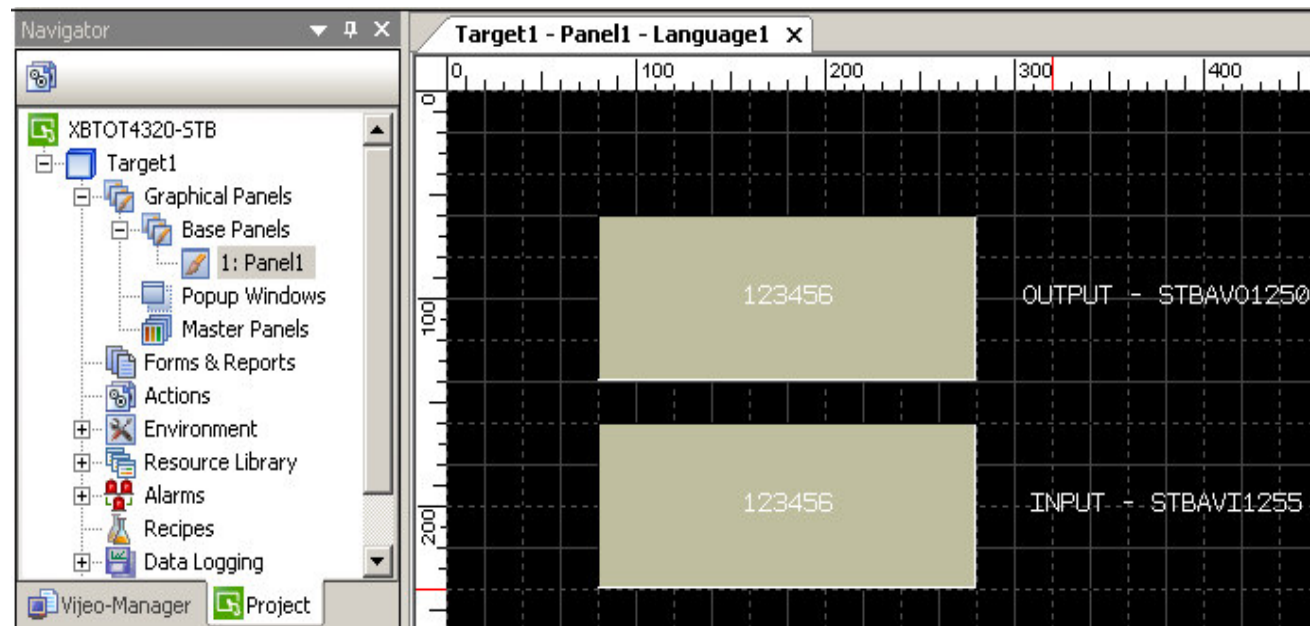 Navigator
XBTOT4320-STB
Target1
Graphical Panels
Base Panels
1: Panel1
Popup Windows
Master Panels
Forms & Reports
Actions
Environment
Resource Library
Alarms
Recipes
Data Logging
Vijeo-Manager
Project
Target1 - Panel1 - Language1
0 100 200 300 400
0
100
200
123456
OUTPUT - STBAVO1250
123456
INPUT - STBAVI1255